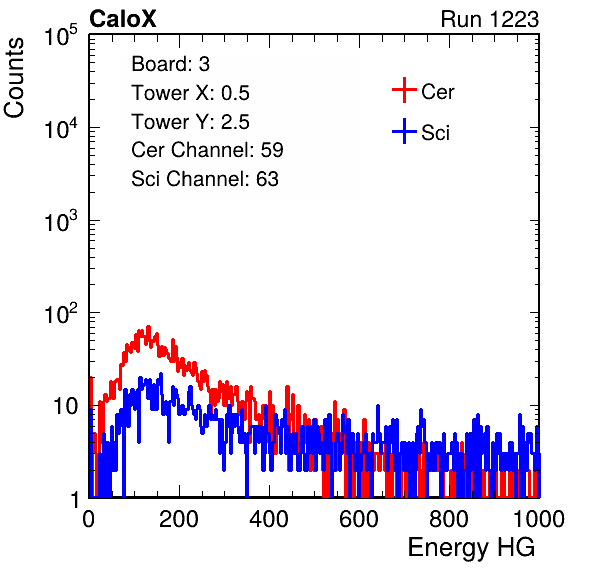 CaloX Run 1223
10^5
Counts
Board: 3
Tower X: 0.5
Tower Y: 2.5
Cer Channel: 59
Sci Channel: 63
Cer
Sci
10^4
10^3
10^2
10
1
0 200 400 600 800 1000
Energy HG